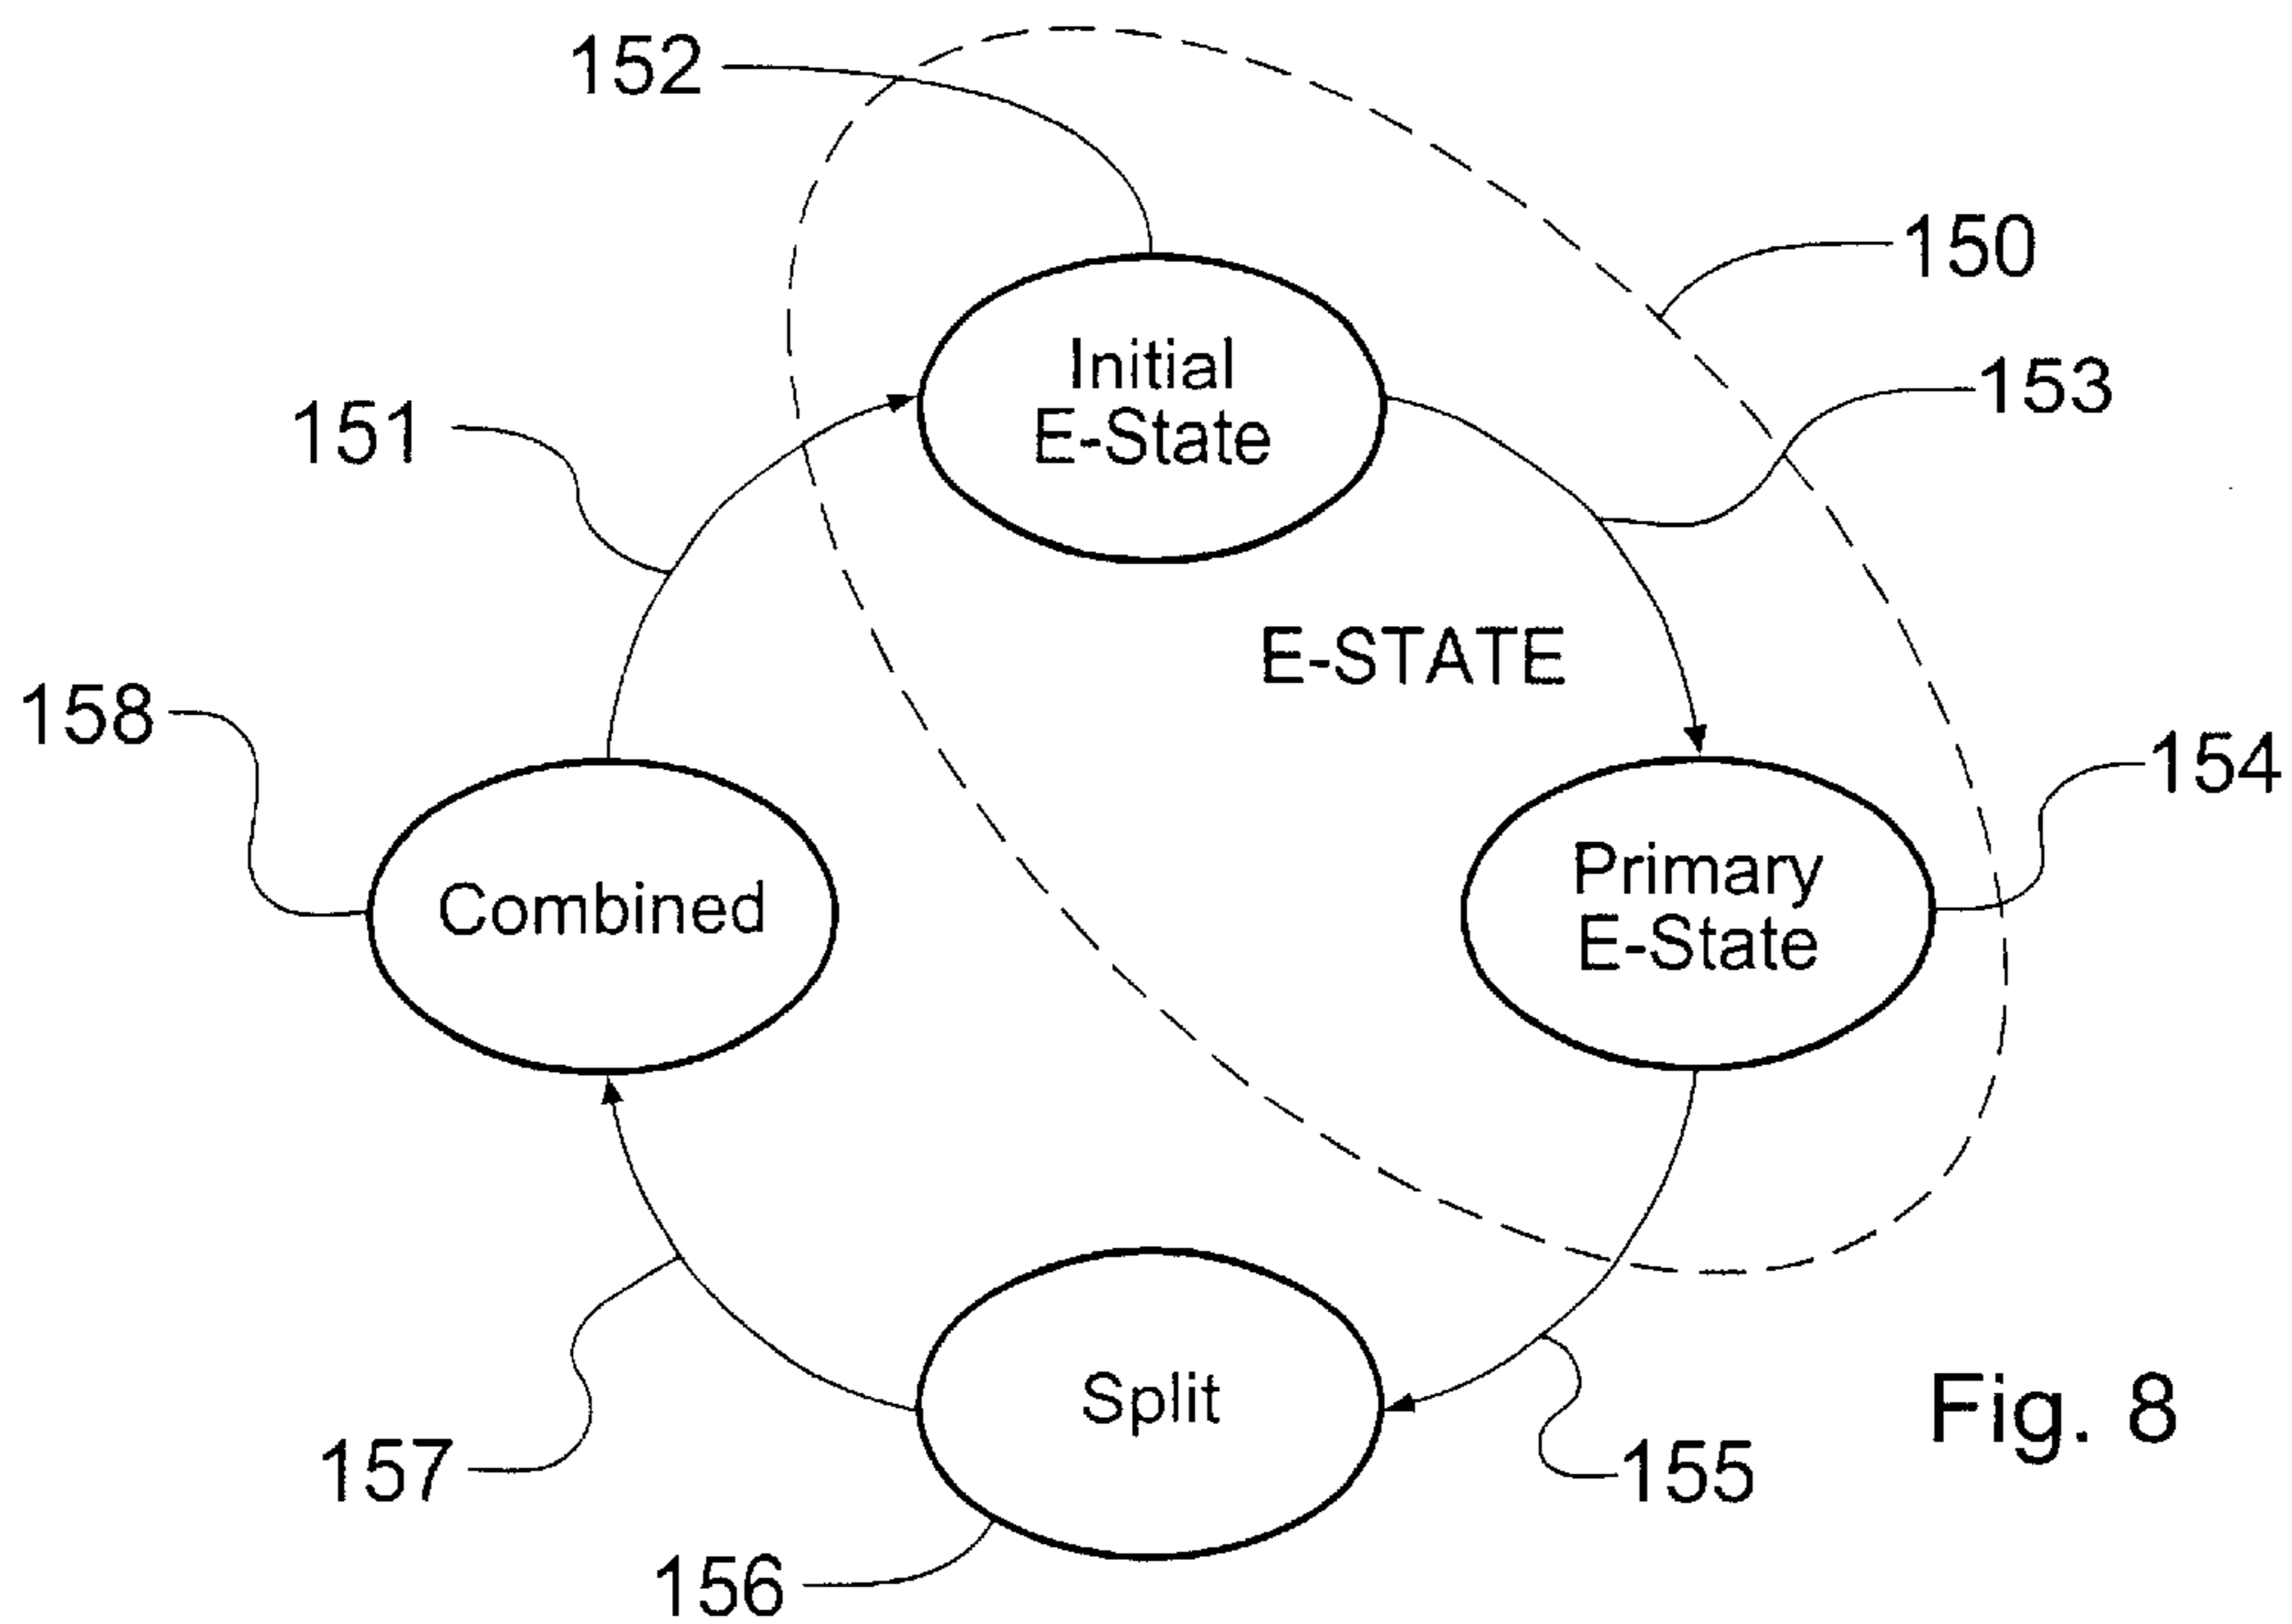 152
150
Initial
E-State
153
151
E-STATE
158
154
Primary
E-State
Combined
Split
Fig. 8
157
155
156